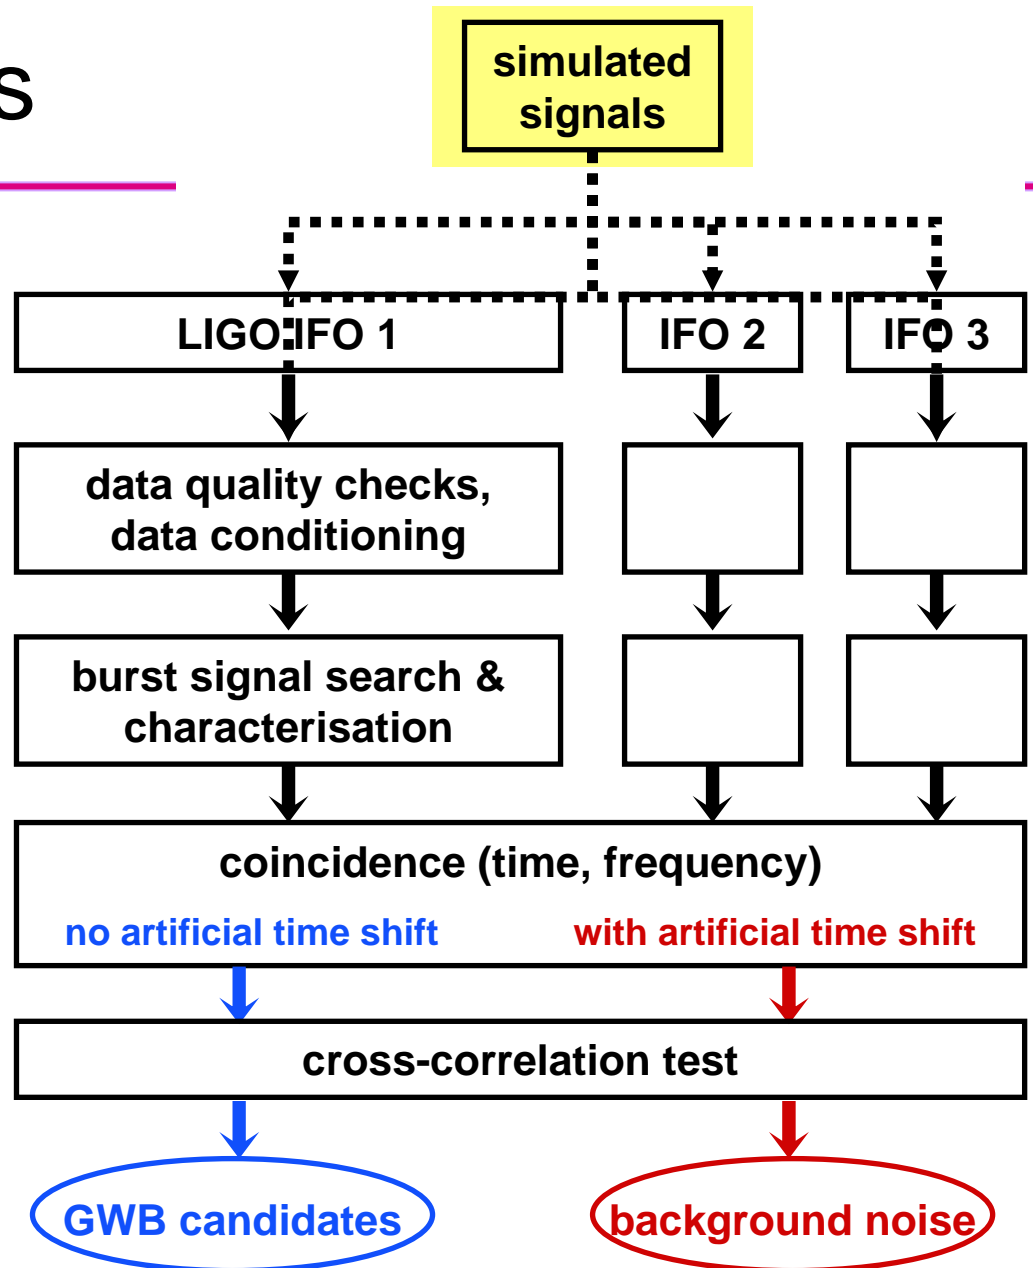 s
simulated
signals
LIGO IFO 1
IFO 2
IFO 3
data quality checks,
data conditioning
burst signal search &
characterisation
coincidence (time, frequency)
no artificial time shift
with artificial time shift
cross-correlation test
GWB candidates
background noise